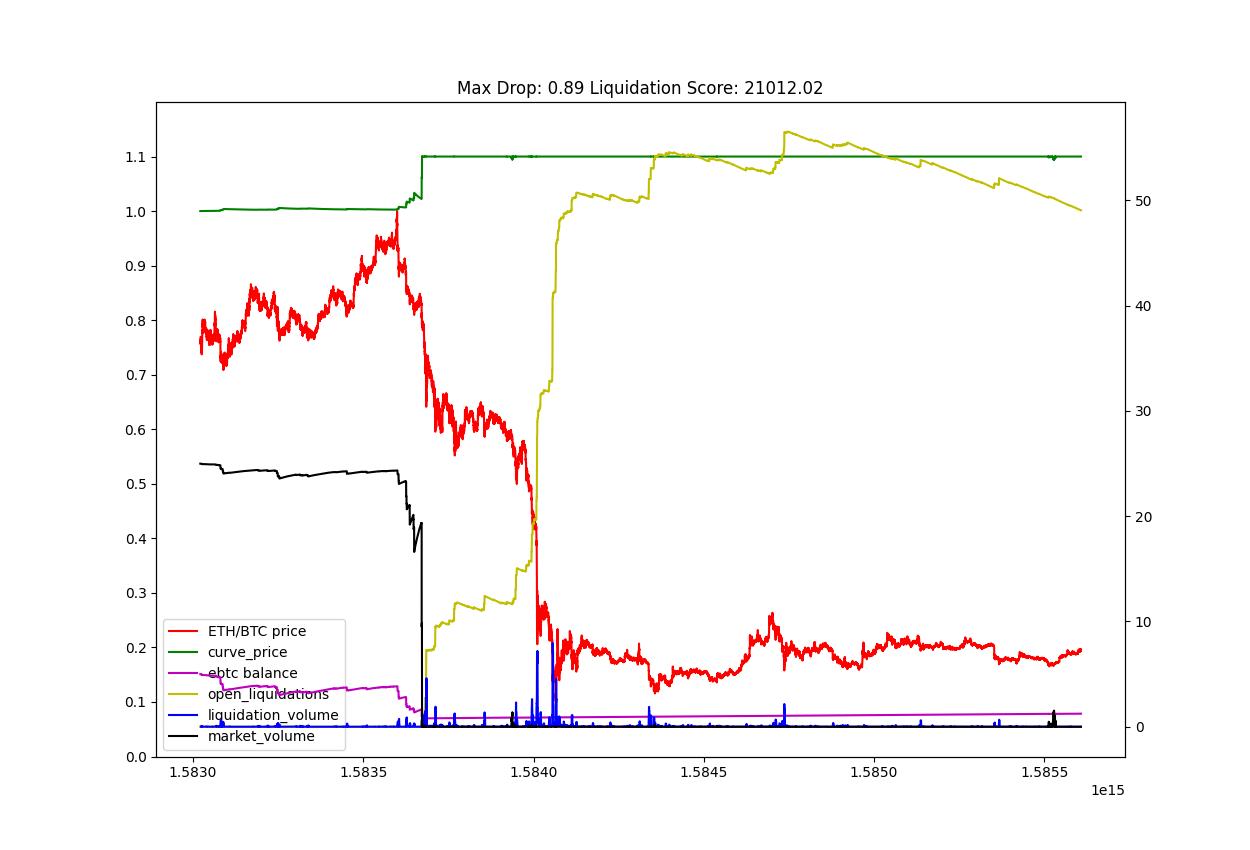 Max Drop: 0.89 Liquidation Score: 21012.02
1.1
1.0
0.9
0.8
0.7
0.6
0.5
0.4
0.3
0.2
0.1
0.0
50
40
30
20
10
0
ETH/BTC price
curve_price
ebtc balance
open_liquidations
liquidation_volume
market_volume
1.5830 1.5835 1.5840 1.5845 1.5850 1.5855
1e15